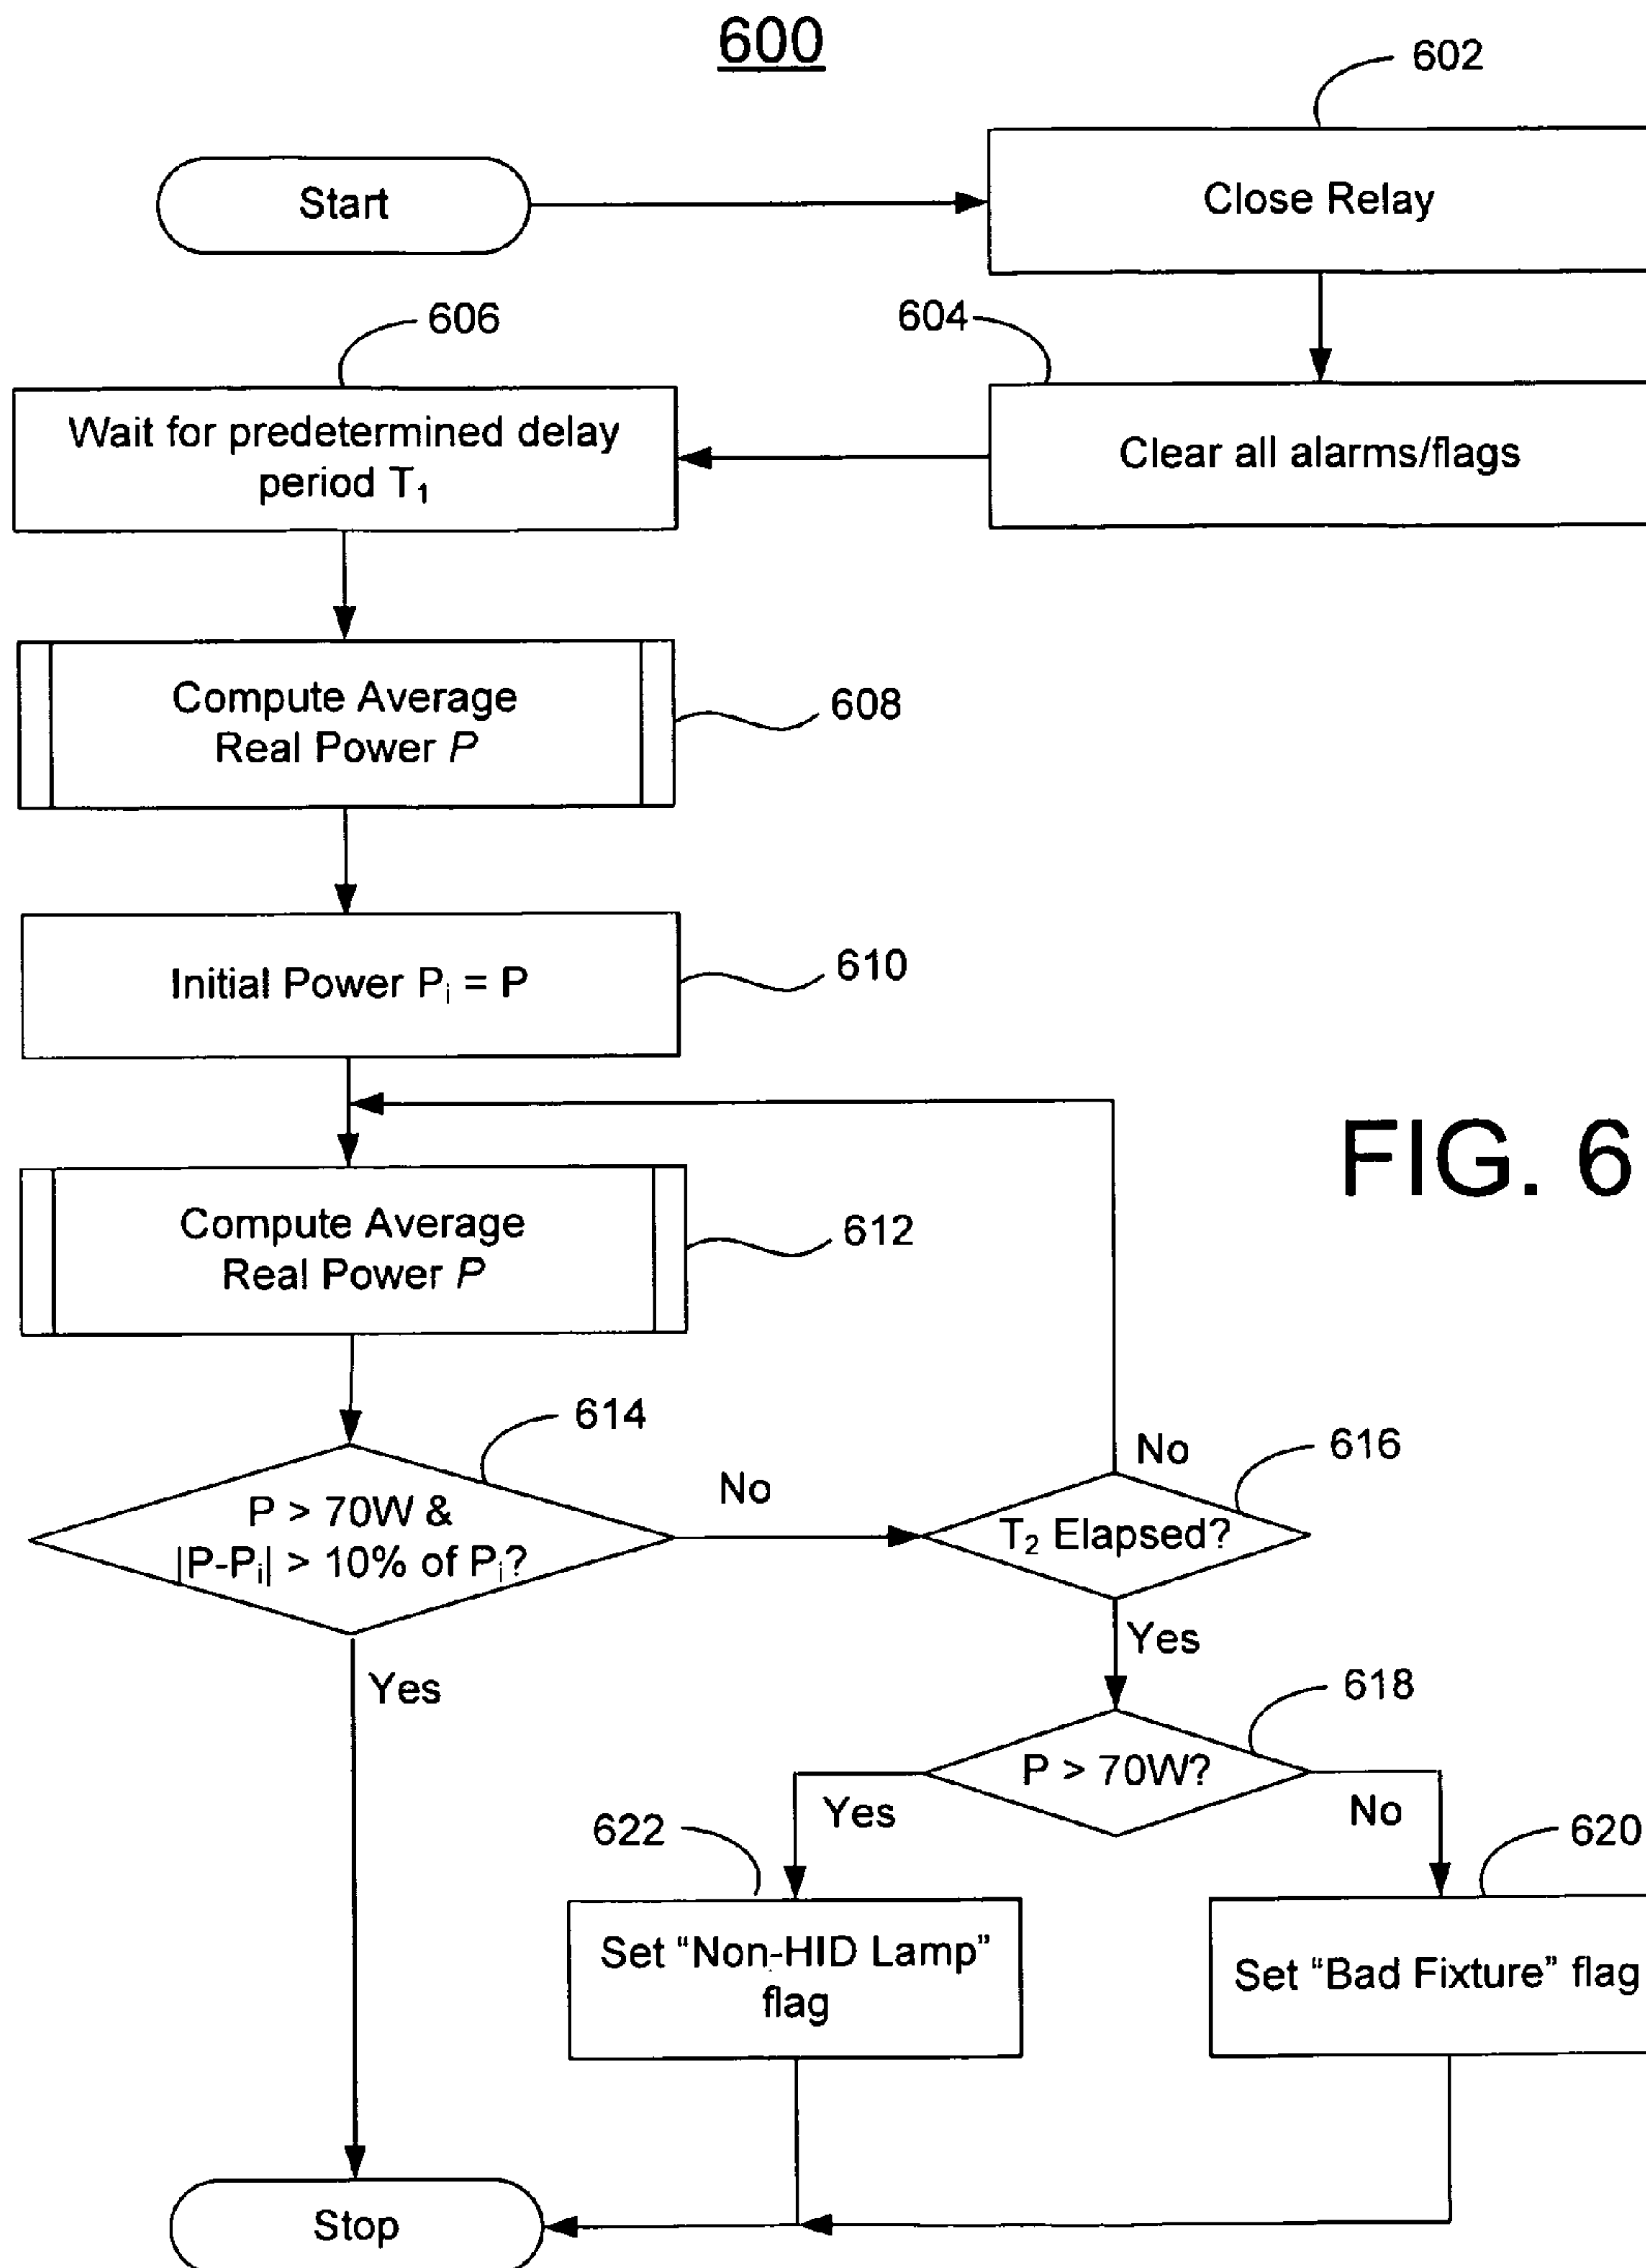 600
602
Start
Close Relay
606
604
Wait for predetermined delay
period T₁
Clear all alarms/flags
Compute Average
Real Power P
608
Initial Power Pᵢ = P
610
FIG. 6
Compute Average
Real Power P
612
614
P > 70W &
|P-Pᵢ| > 10% of Pᵢ?
No
No
616
T₂ Elapsed?
Yes
Yes
618
P > 70W?
Yes
No
622
620
Set “Non-HID Lamp”
flag
Set “Bad Fixture” flag
Stop